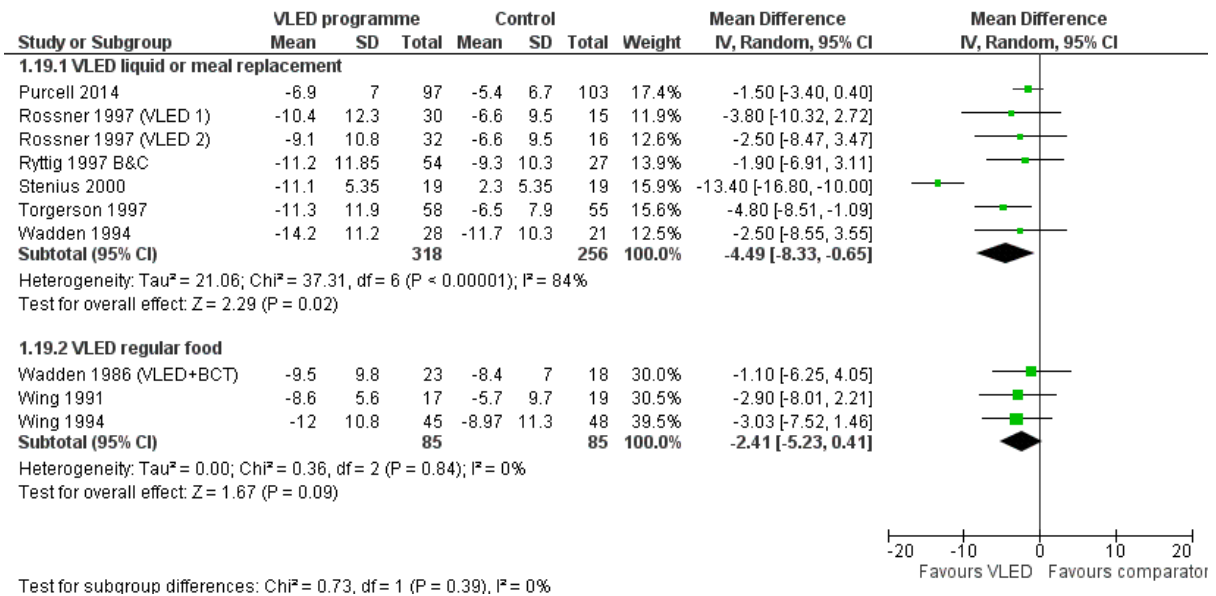 VLED programme Control Mean Difference Mean Difference
Study or Subgroup Mean SD Total Mean SD Total Weight IV, Random, 95% CI IV, Random, 95% CI
1.19.1 VLED liquid or meal replacement
Purcell 2014 -6.9 7 97 -5.4 6.7 103 17.4% -1.50 [-3.40, 0.40]
Rossner 1997 (VLED 1) -10.4 12.3 30 -6.6 9.5 15 11.9% -3.80 [-10.32, 2.72]
Rossner 1997 (VLED 2) -9.1 10.8 32 -6.6 9.5 16 12.6% -2.50 [-8.47, 3.47]
Ryttig 1997 B&C -11.2 11.85 54 -9.3 10.3 27 13.9% -1.90 [-6.91, 3.11]
Stenius 2000 -11.1 5.35 19 2.3 5.35 19 15.9% -13.40 [-16.80, -10.00]
Torgerson 1997 -11.3 11.9 58 -6.5 7.9 55 15.6% -4.80 [-8.51, -1.09]
Wadden 1994 -14.2 11.2 28 -11.7 10.3 21 12.5% -2.50 [-8.55, 3.55]
Subtotal (95% CI) 318 256 100.0% -4.49 [-8.33, -0.65]
Heterogeneity: Tau² = 21.06; Chi² = 37.31, df = 6 (P < 0.00001); I² = 84%
Test for overall effect: Z = 2.29 (P = 0.02)
1.19.2 VLED regular food
Wadden 1986 (VLED+BCT) -9.5 9.8 23 -8.4 7 18 30.0% -1.10 [-6.25, 4.05]
Wing 1991 -8.6 5.6 17 -5.7 9.7 19 30.5% -2.90 [-8.01, 2.21]
Wing 1994 -12 10.8 45 -8.97 11.3 48 39.5% -3.03 [-7.52, 1.46]
Subtotal (95% CI) 85 85 100.0% -2.41 [-5.23, 0.41]
Heterogeneity: Tau² = 0.00; Chi² = 0.36, df = 2 (P = 0.84); I² = 0%
Test for overall effect: Z = 1.67 (P = 0.09)
-20 -10 0 10 20
Favours VLED Favours comparator
Test for subgroup differences: Chi² = 0.73, df = 1 (P = 0.39), I² = 0%